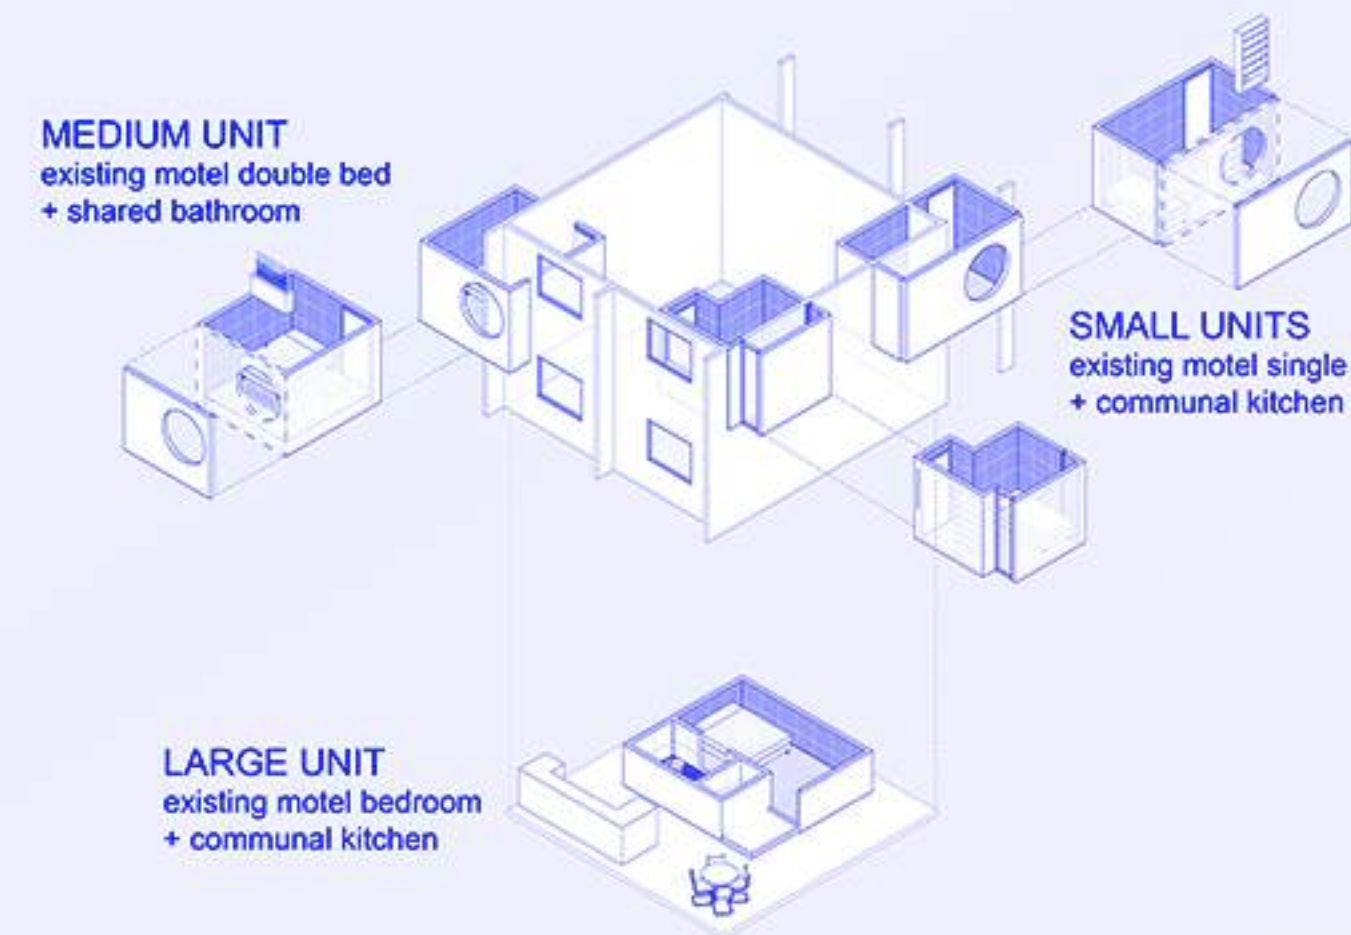 MEDIUM UNIT
existing motel double bed
+ shared bathroom
SMALL UNITS
existing motel single
+ communal kitchen
LARGE UNIT
existing motel bedroom
+ communal kitchen